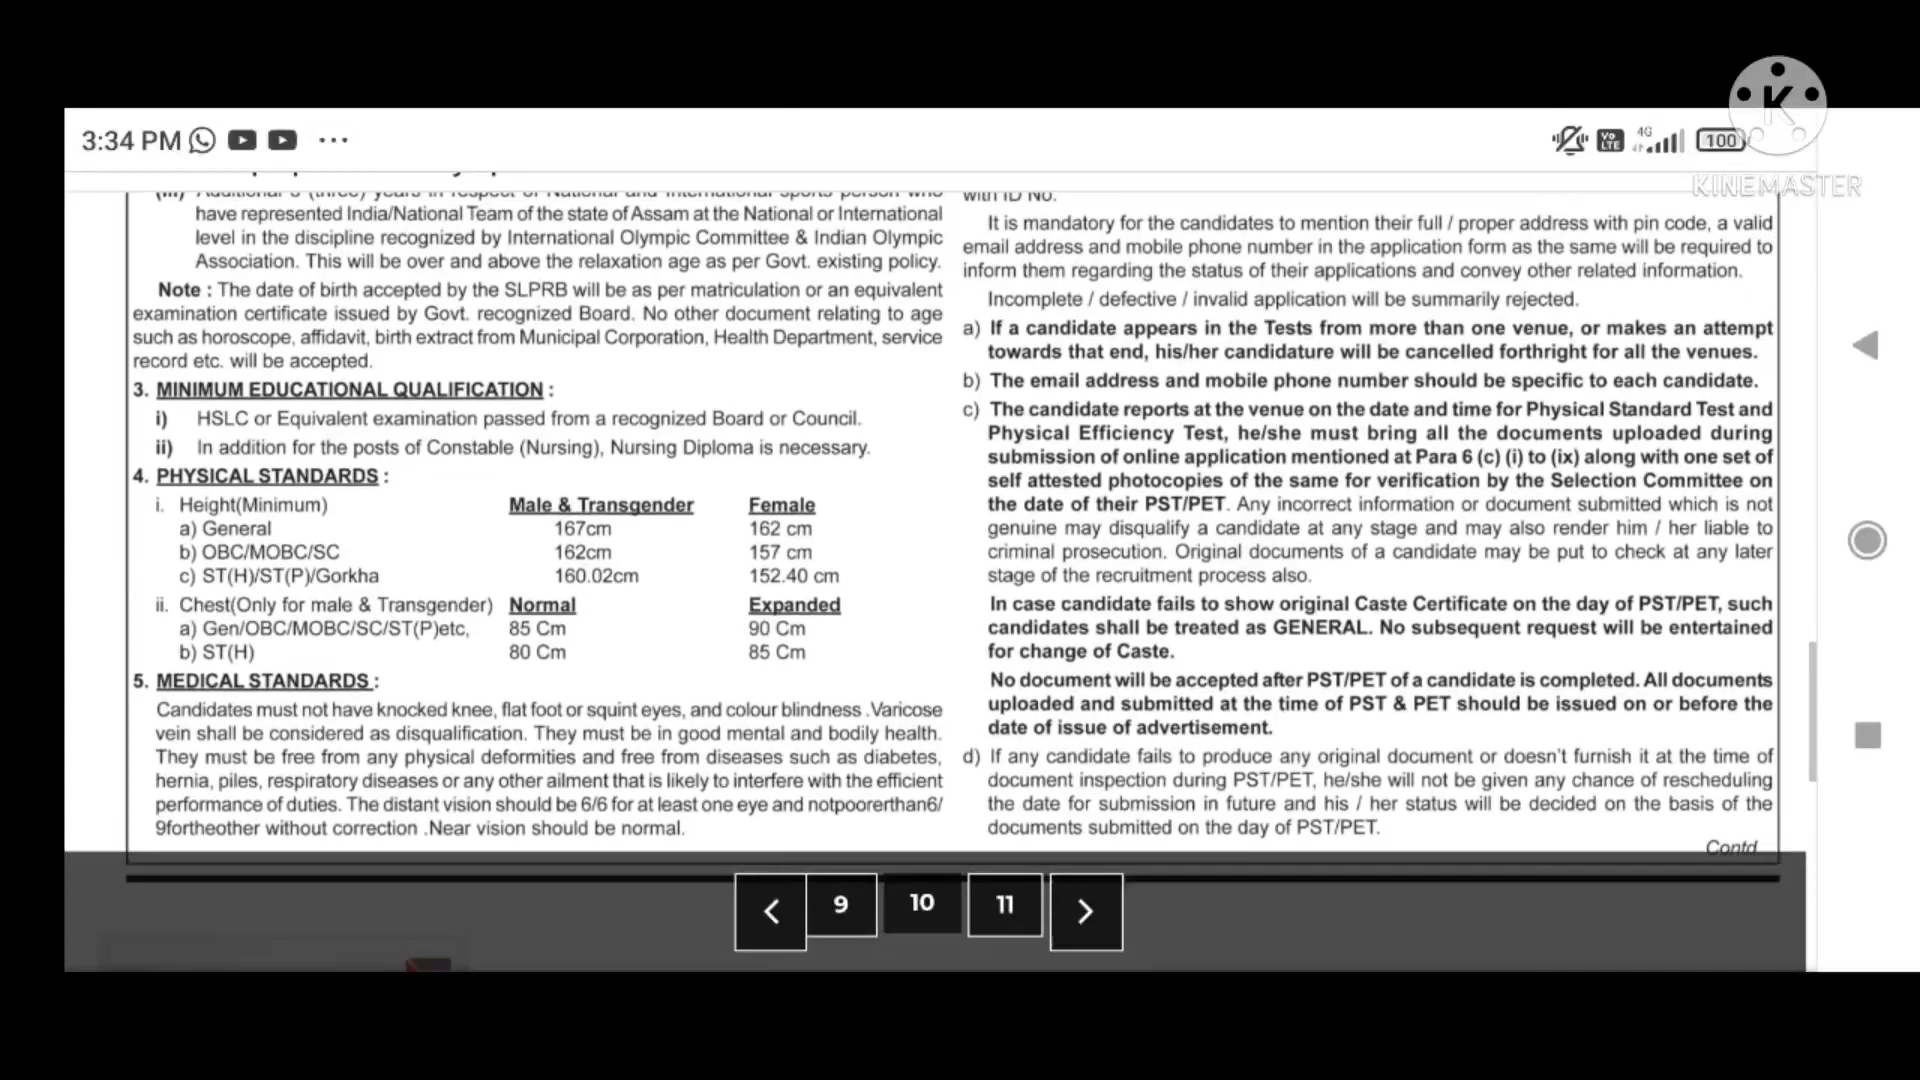 3:34 PM
4G
Vo
LTE
100
K
KINEMASTER
(iii) Additional 3 (three) years in respect of National and International sports person who
have represented India/National Team of the state of Assam at the National or International
level in the discipline recognized by International Olympic Committee & Indian Olympic
Association. This will be over and above the relaxation age as per Govt. existing policy.
Note : The date of birth accepted by the SLPRB will be as per matriculation or an equivalent
examination certificate issued by Govt. recognized Board. No other document relating to age
such as horoscope, affidavit, birth extract from Municipal Corporation, Health Department, service
record etc. will be accepted.
3. MINIMUM EDUCATIONAL QUALIFICATION :
i) HSLC or Equivalent examination passed from a recognized Board or Council.
ii) In addition for the posts of Constable (Nursing), Nursing Diploma is necessary.
4. PHYSICAL STANDARDS :
i. Height(Minimum) Male & Transgender Female
a) General 167cm 162 cm
b) OBC/MOBC/SC 162cm 157 cm
c) ST(H)/ST(P)/Gorkha 160.02cm 152.40 cm
ii. Chest(Only for male & Transgender) Normal Expanded
a) Gen/OBC/MOBC/SC/ST(P)etc, 85 Cm 90 Cm
b) ST(H) 80 Cm 85 Cm
5. MEDICAL STANDARDS :
Candidates must not have knocked knee, flat foot or squint eyes, and colour blindness .Varicose
vein shall be considered as disqualification. They must be in good mental and bodily health.
They must be free from any physical deformities and free from diseases such as diabetes,
hernia, piles, respiratory diseases or any other ailment that is likely to interfere with the efficient
performance of duties. The distant vision should be 6/6 for at least one eye and notpoorerthan6/
9fortheother without correction .Near vision should be normal.
with ID No.
It is mandatory for the candidates to mention their full / proper address with pin code, a valid
email address and mobile phone number in the application form as the same will be required to
inform them regarding the status of their applications and convey other related information.
Incomplete / defective / invalid application will be summarily rejected.
a) If a candidate appears in the Tests from more than one venue, or makes an attempt
towards that end, his/her candidature will be cancelled forthright for all the venues.
b) The email address and mobile phone number should be specific to each candidate.
c) The candidate reports at the venue on the date and time for Physical Standard Test and
Physical Efficiency Test, he/she must bring all the documents uploaded during
submission of online application mentioned at Para 6 (c) (i) to (ix) along with one set of
self attested photocopies of the same for verification by the Selection Committee on
the date of their PST/PET. Any incorrect information or document submitted which is not
genuine may disqualify a candidate at any stage and may also render him / her liable to
criminal prosecution. Original documents of a candidate may be put to check at any later
stage of the recruitment process also.
In case candidate fails to show original Caste Certificate on the day of PST/PET, such
candidates shall be treated as GENERAL. No subsequent request will be entertained
for change of Caste.
No document will be accepted after PST/PET of a candidate is completed. All documents
uploaded and submitted at the time of PST & PET should be issued on or before the
date of issue of advertisement.
d) If any candidate fails to produce any original document or doesn't furnish it at the time of
document inspection during PST/PET, he/she will not be given any chance of rescheduling
the date for submission in future and his / her status will be decided on the basis of the
documents submitted on the day of PST/PET.
Contd
9
10
11